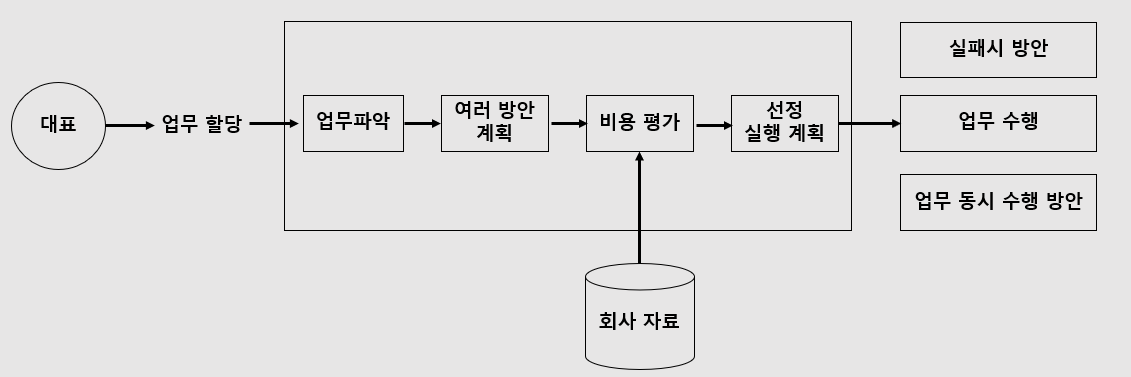 대표
업무 할당
업무파악
여러 방안
계획
비용 평가
선정
실행 계획
실패시 방안
업무 수행
업무 동시 수행 방안
회사 자료